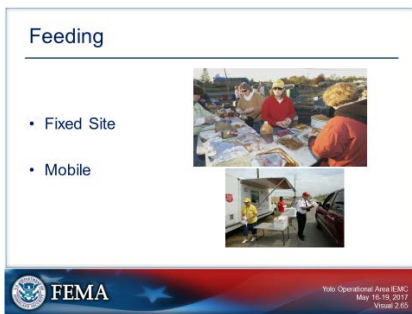 Feeding
• Fixed Site
• Mobile
FEMA
Yolo Operational Area IEMC
May 16-19, 2017
Visual 2.65